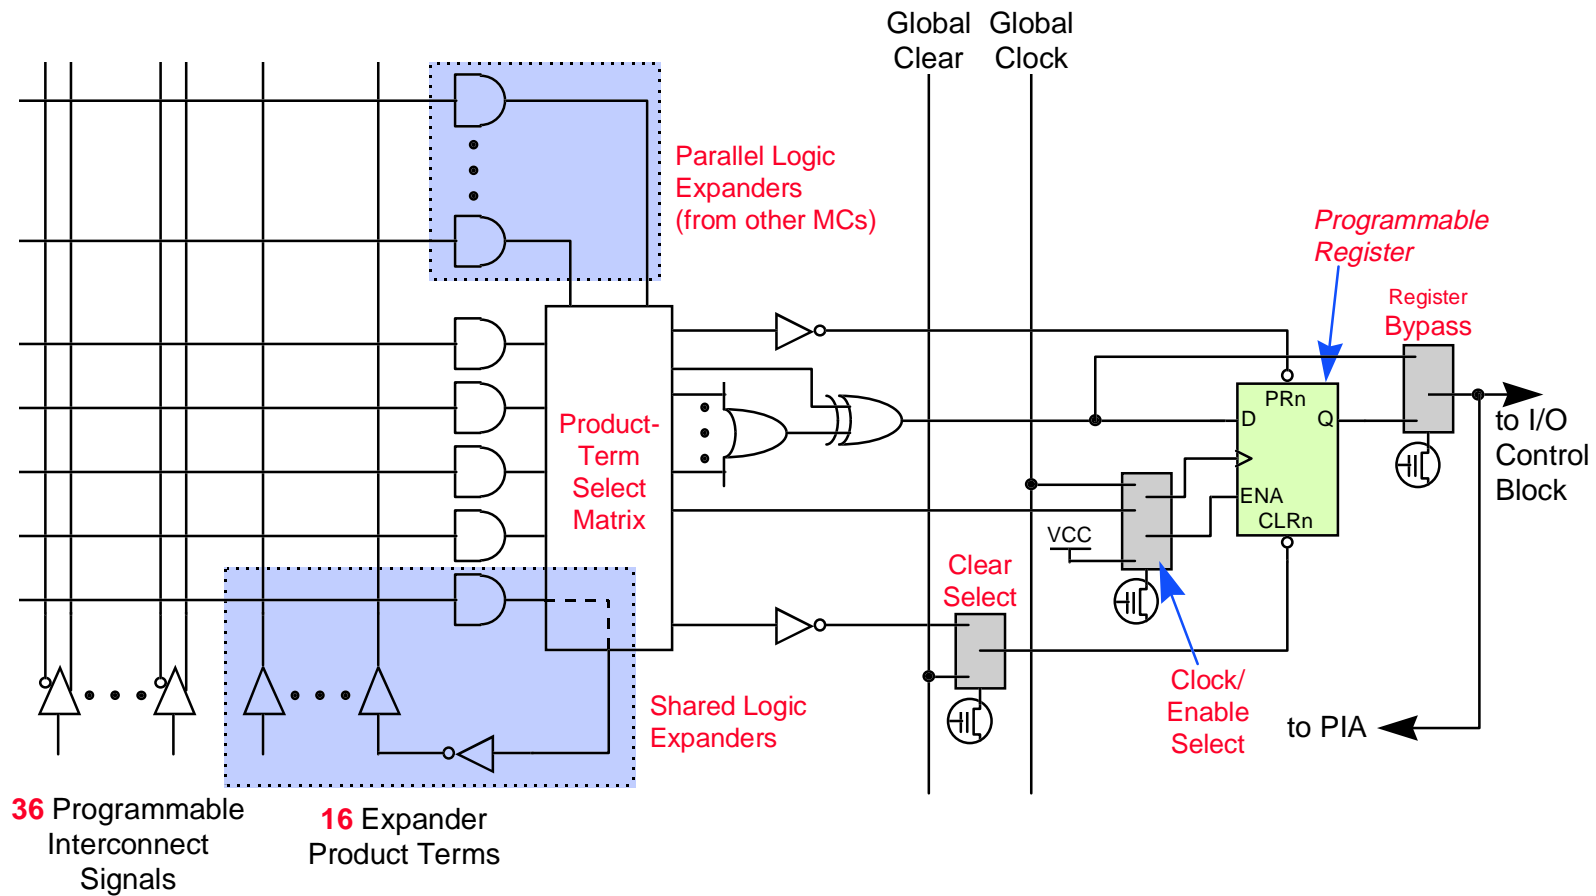 Global Global
Clear Clock
Parallel Logic
Expanders
(from other MCs)
Programmable
Register
Register
Bypass
PRn
D
Q
ENA
CLRn
to I/O
Control
Block
Product-
Term
Select
Matrix
VCC
Clear
Select
Clock/
Enable
Select
to PIA
Shared Logic
Expanders
36 Programmable
Interconnect
Signals
16 Expander
Product Terms